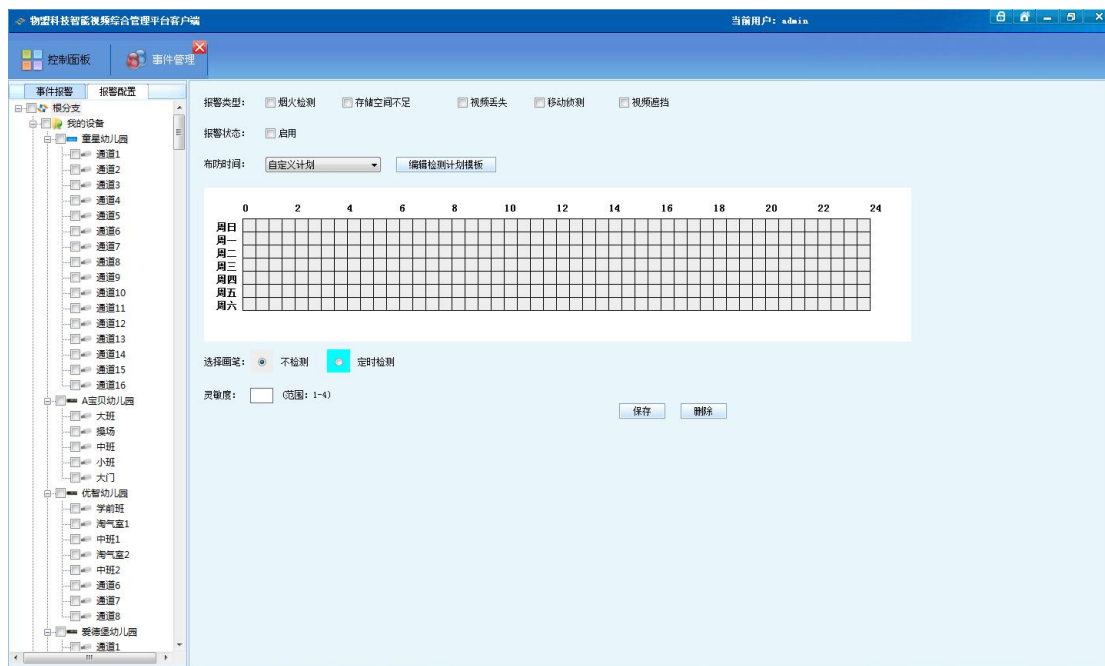 物盟科技智能视频综合管理平台客户端 当前用户: admin
控制面板 事件管理
事件报警 报警配置
根分支
我的设备
童星幼儿园
通道1
通道2
通道3
通道4
通道5
通道6
通道7
通道8
通道9
通道10
通道11
通道12
通道13
通道14
通道15
通道16
A宝贝幼儿园
大班
操场
中班
小班
大门
优智幼儿园
学前班
淘气室1
中班1
淘气室2
中班2
通道6
通道7
通道8
爱德堡幼儿园
通道1
报警类型: 烟火检测 存储空间不足 视频丢失 移动侦测 视频遮挡
报警状态: 启用
布防时间: 自定义计划 编辑检测计划模板
0 2 4 6 8 10 12 14 16 18 20 22 24
周日
周一
周二
周三
周四
周五
周六
选择画笔: 不检测 定时检测
灵敏度: (范围: 1-4)
保存 删除